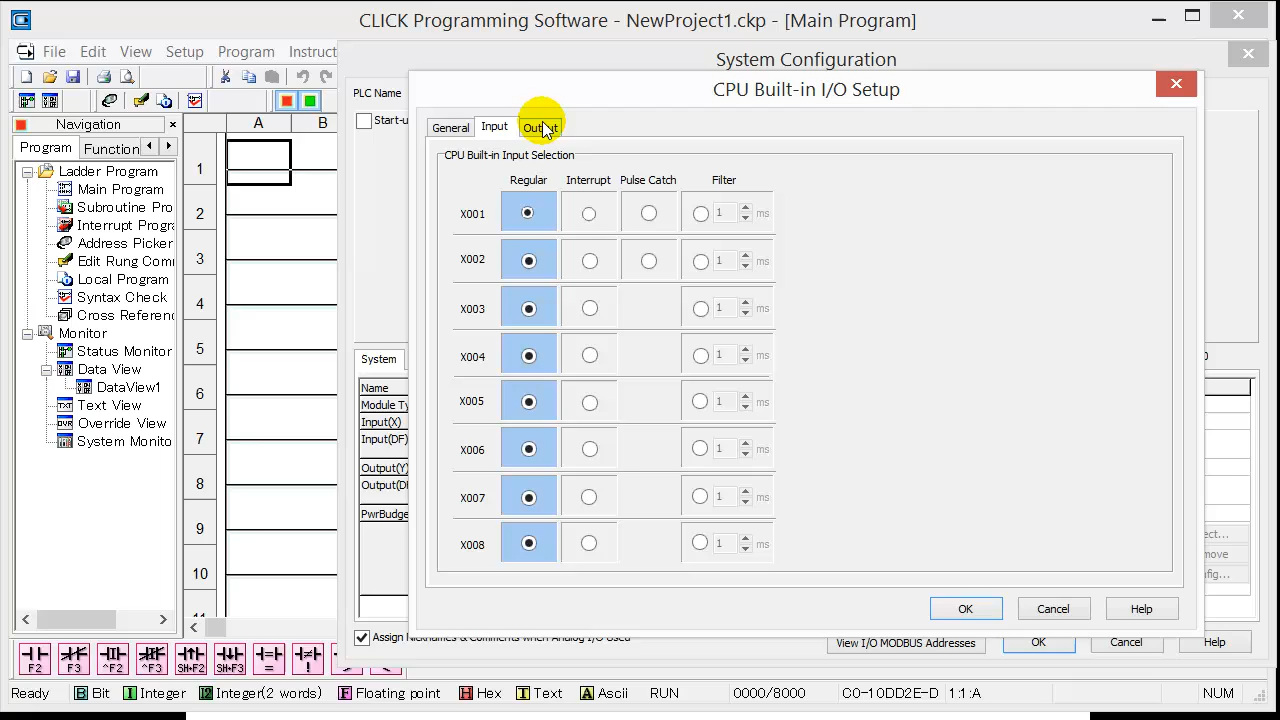 CLICK Programming Software - NewProject1.ckp - [Main Program]
File Edit View Setup Program Instruct
System Configuration
CPU Built-in I/O Setup
PLC Name
Start-u
Navigation
Program Function
Ladder Program
Main Program
Subroutine Pro
Interrupt Progr
Address Picker
Edit Rung Com
Local Program
Syntax Check
Cross Referenc
Monitor
Status Monitor
Data View
DataView1
Text View
Override View
System Monito
A B
1
2
3
4
5
6
7
8
9
10
System
Name
Module Ty
Input(X)
Input(DF)
Output(Y)
Output(D
PwrBudge
General Input Output
CPU Built-in Input Selection
Regular Interrupt Pulse Catch Filter
X001 1 ms
X002 1 ms
X003 1 ms
X004 1 ms
X005 1 ms
X006 1 ms
X007 1 ms
X008 1 ms
OK Cancel Help
ect...
move
fig...
Assign Nicknames & Comments when Analog I/O Used
View I/O MODBUS Addresses OK Cancel Help
F2 F3 ^F2 ^F3 SH+F2 SH+F3 = !
Ready B Bit I Integer I2 Integer(2 words) F Floating point H Hex T Text A Ascii RUN 0000/8000 C0-10DD2E-D 1:1:A NUM